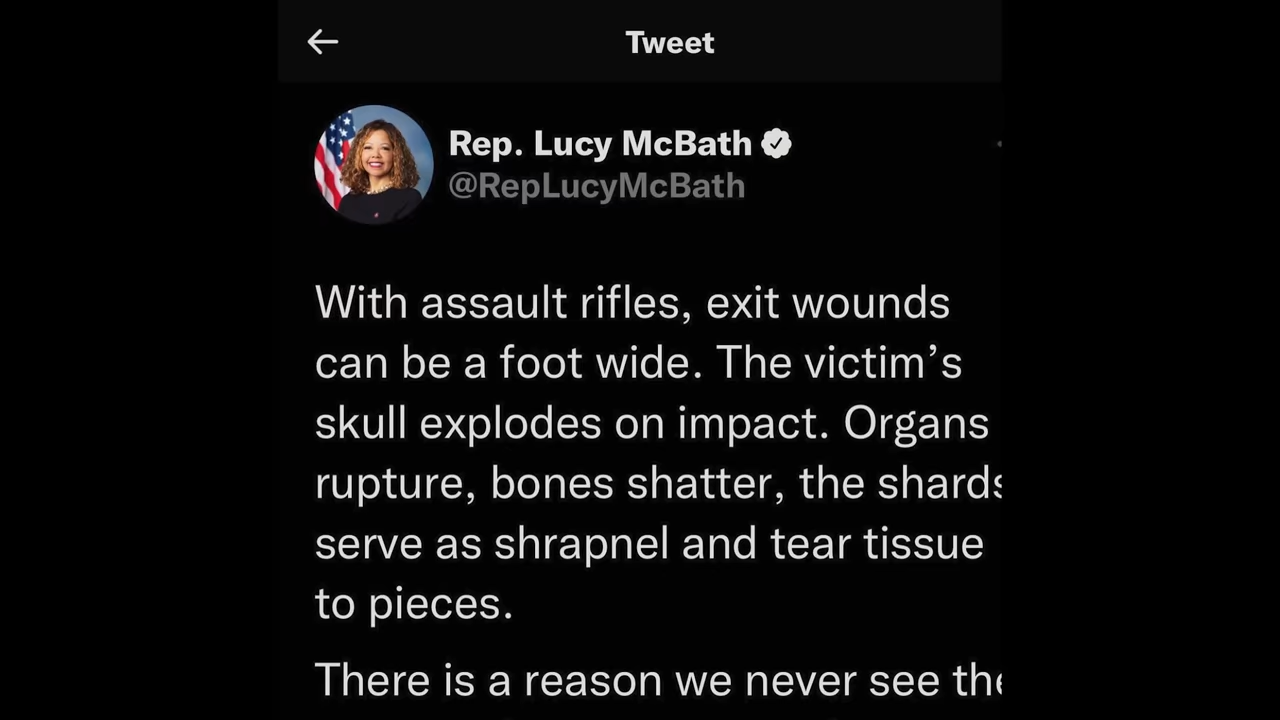 Tweet
Rep. Lucy McBath
@RepLucyMcBath
With assault rifles, exit wounds
can be a foot wide. The victim’s
skull explodes on impact. Organs
rupture, bones shatter, the shards
serve as shrapnel and tear tissue
to pieces.
There is a reason we never see the